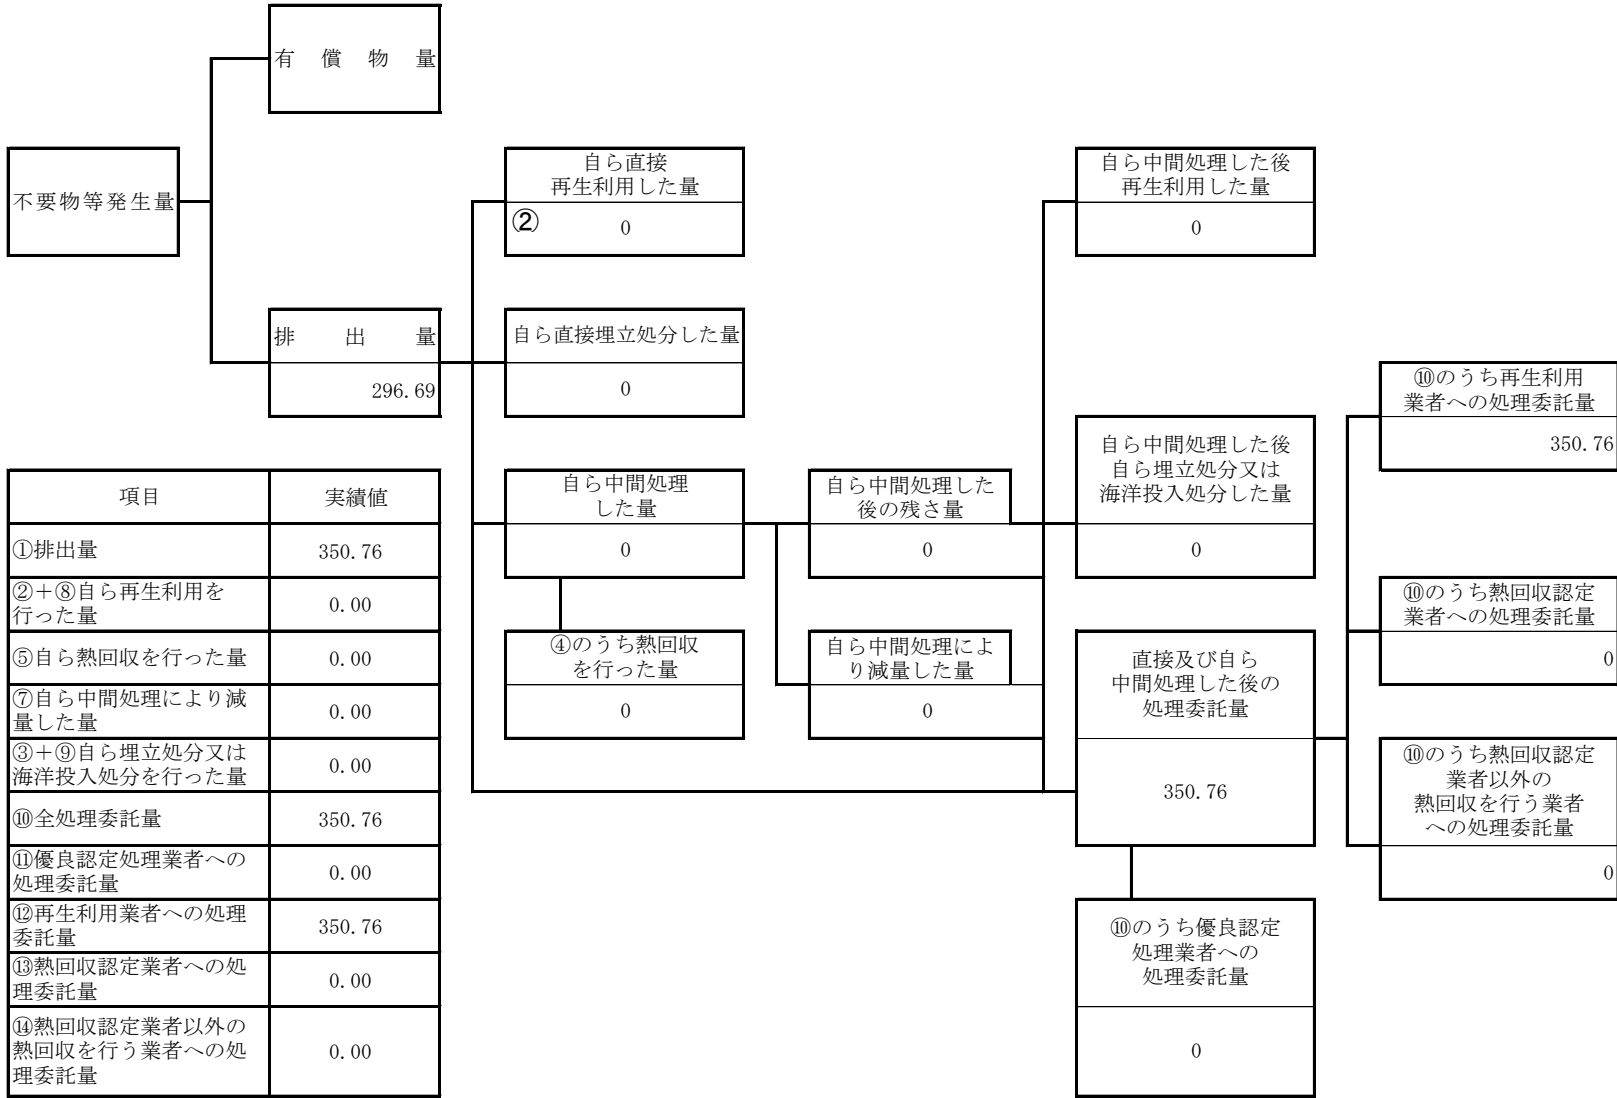 有償物量
不要物等発生量
自ら直接
再生利用した量
②
0
自ら中間処理した後
再生利用した量
0
排出量
296.69
自ら直接埋立処分した量
0
⑩のうち再生利用
業者への処理委託量
350.76
自ら中間処理
した量
0
自ら中間処理した
後の残さ量
0
自ら中間処理した後
自ら埋立処分又は
海洋投入処分した量
0
④のうち熱回収
を行った量
0
自ら中間処理によ
り減量した量
0
直接及び自ら
中間処理した後の
処理委託量
350.76
⑩のうち熱回収認定
業者への処理委託量
0
⑩のうち熱回収認定
業者以外の
熱回収を行う業者
への処理委託量
0
⑩のうち優良認定
処理業者への
処理委託量
0
項目 実績値
①排出量 350.76
②＋⑧自ら再生利用を
行った量 0.00
⑤自ら熱回収を行った量 0.00
⑦自ら中間処理により減
量した量 0.00
③＋⑨自ら埋立処分又は
海洋投入処分を行った量 0.00
⑩全処理委託量 350.76
⑪優良認定処理業者への
処理委託量 0.00
⑫再生利用業者への処理
委託量 350.76
⑬熱回収認定業者への処
理委託量 0.00
⑭熱回収認定業者以外の
熱回収を行う業者への処
理委託量 0.00